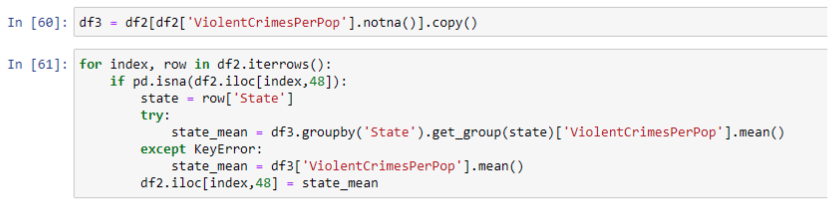 In [60]: df3 = df2[df2['ViolentCrimesPerPop'].notna()].copy()
In [61]: for index, row in df2.iterrows():
    if pd.isna(df2.iloc[index,48]):
        state = row['State']
        try:
            state_mean = df3.groupby('State').get_group(state)['ViolentCrimesPerPop'].mean()
        except KeyError:
            state_mean = df3['ViolentCrimesPerPop'].mean()
        df2.iloc[index,48] = state_mean